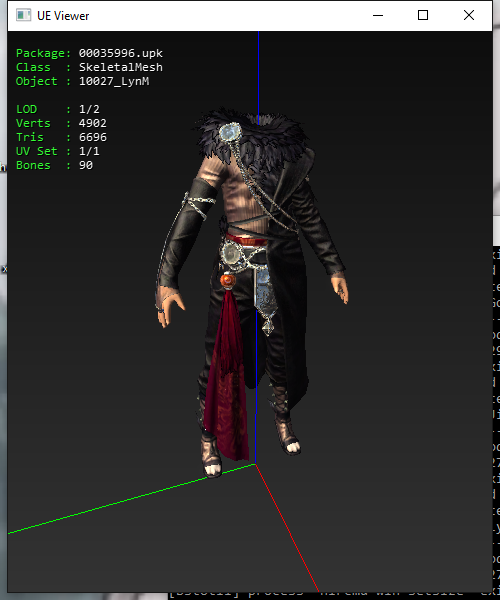 UE Viewer
Package: 00035996.upk
Class : SkeletalMesh
Object : 10027_LynM
LOD : 1/2
Verts : 4902
Tris : 6696
UV Set : 1/1
Bones : 90